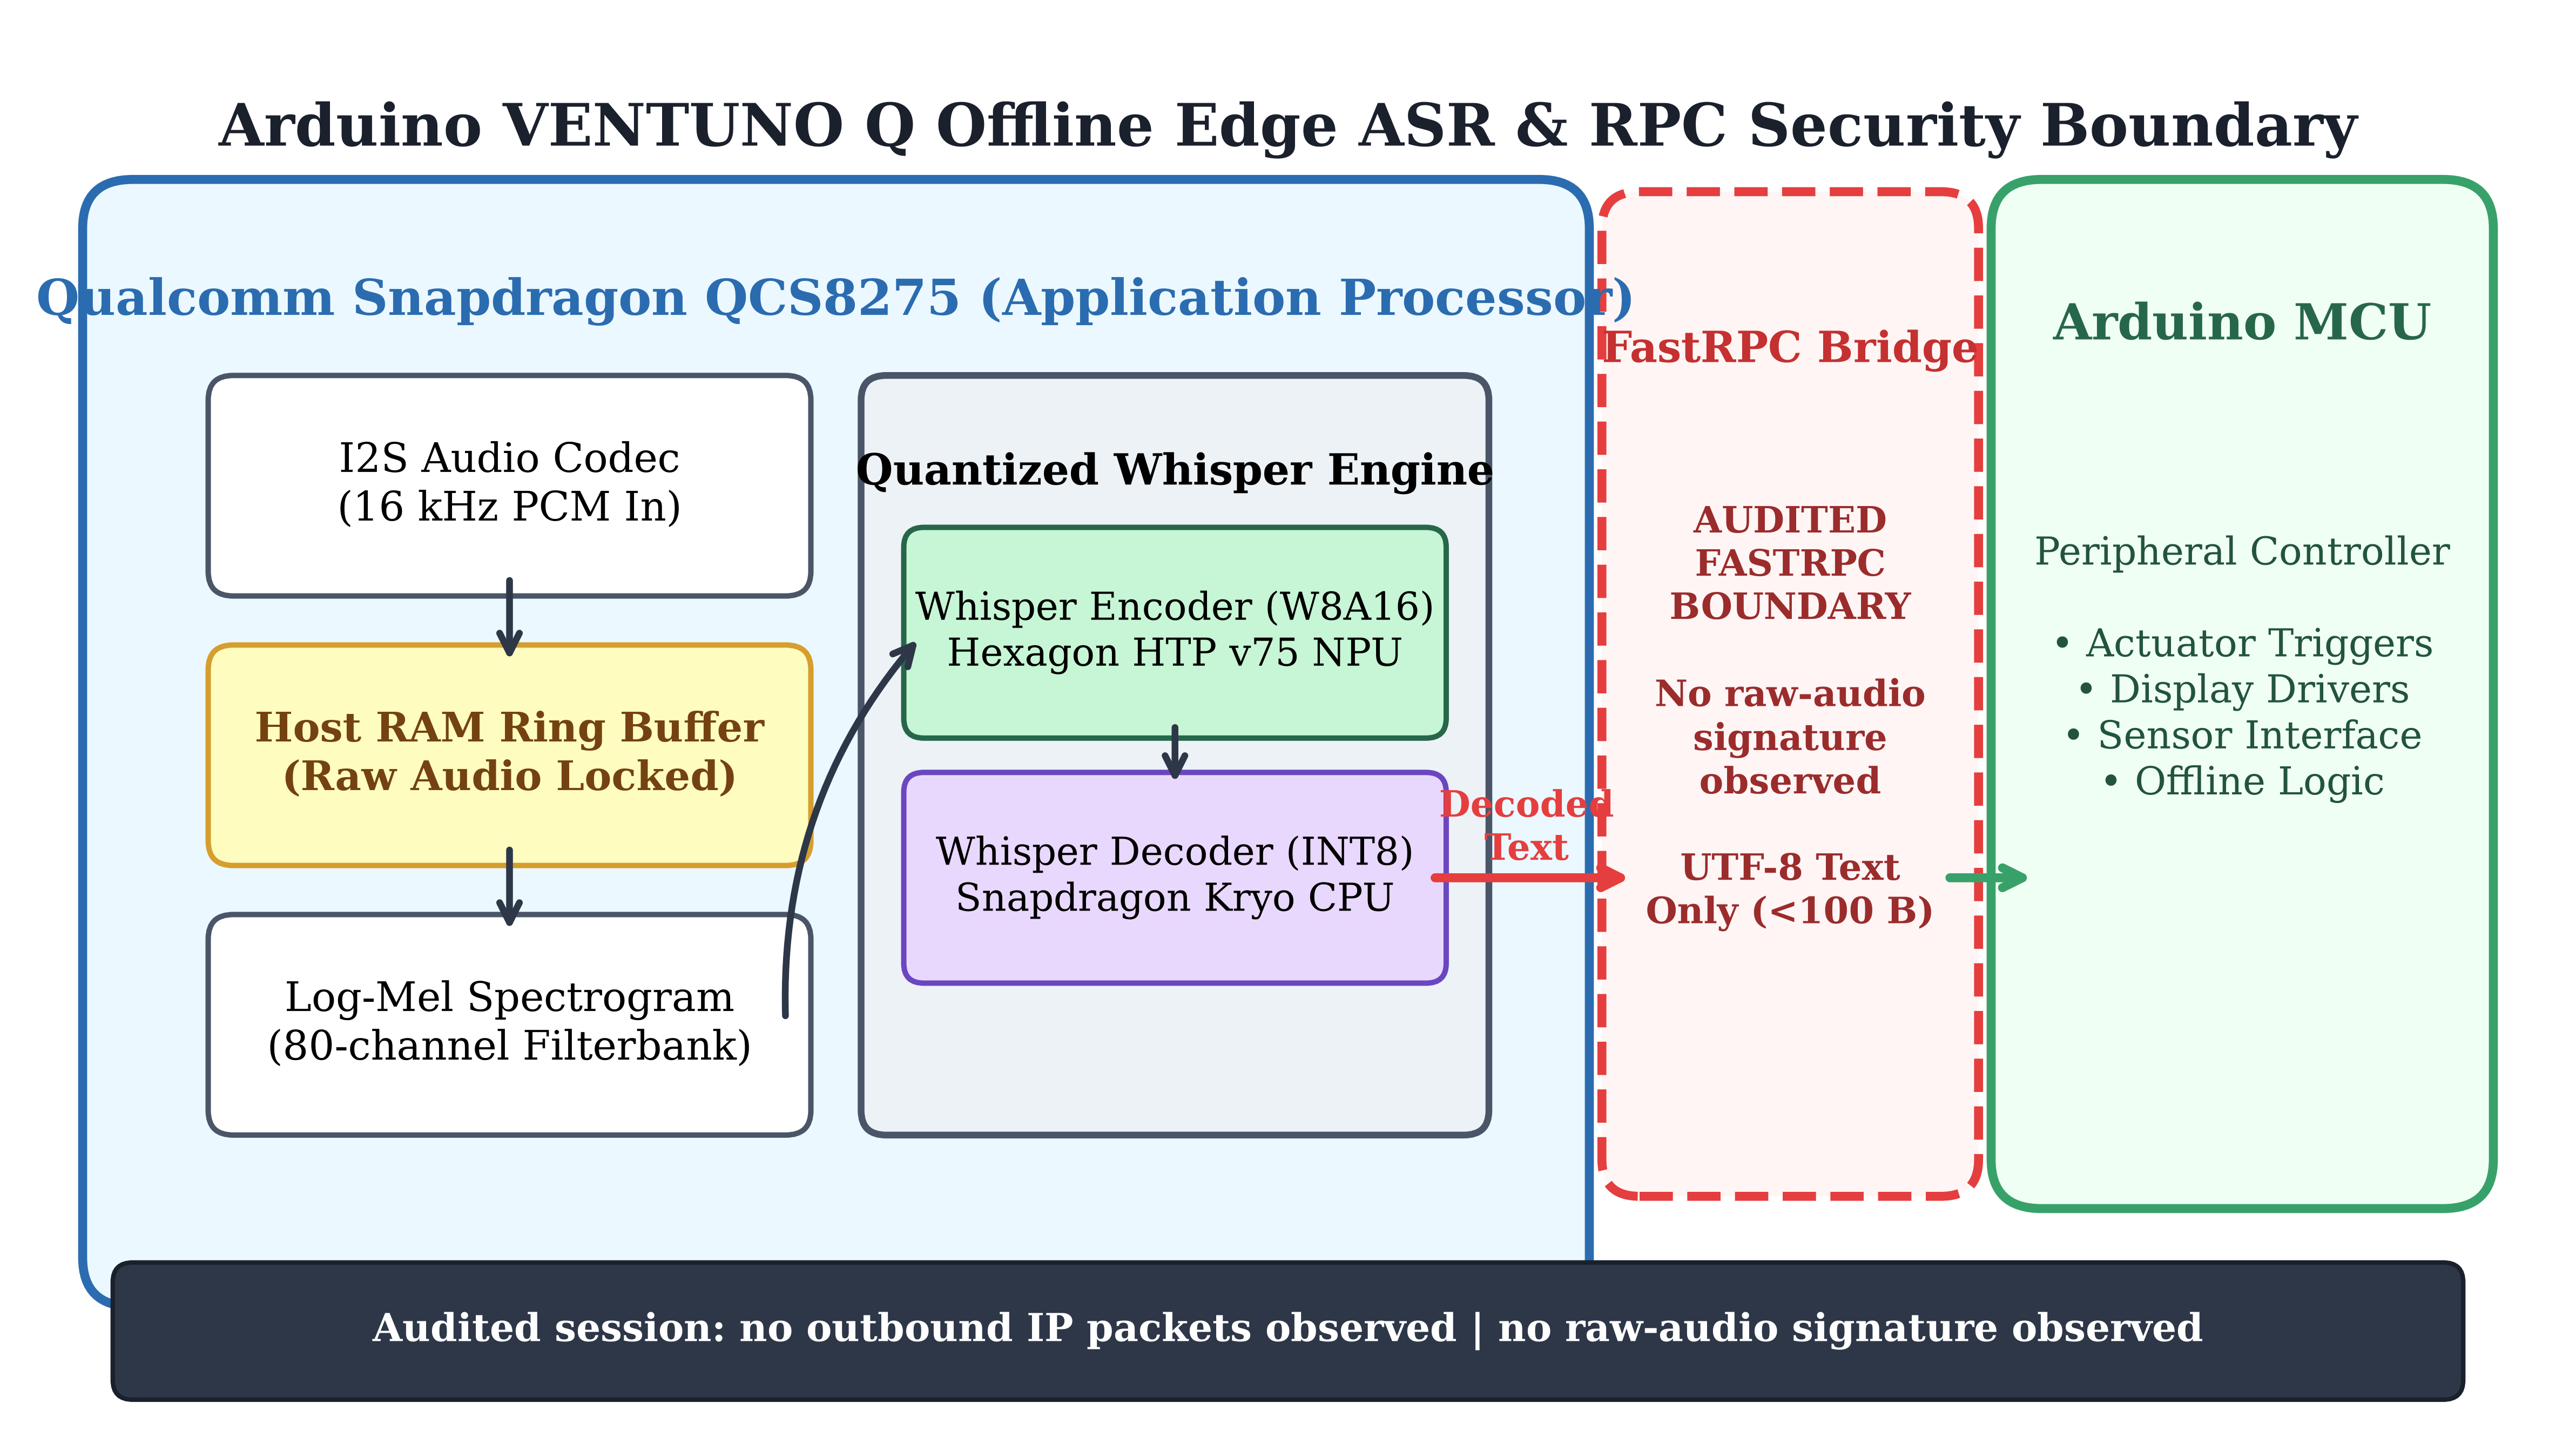 Arduino VENTUNO Q Offline Edge ASR & RPC Security Boundary
Qualcomm Snapdragon QCS8275 (Application Processor)
I2S Audio Codec
(16 kHz PCM In)
Host RAM Ring Buffer
(Raw Audio Locked)
Log-Mel Spectrogram
(80-channel Filterbank)
Quantized Whisper Engine
Whisper Encoder (W8A16)
Hexagon HTP v75 NPU
Whisper Decoder (INT8)
Snapdragon Kryo CPU
Decoded
Text
FastRPC Bridge
AUDITED
FASTRPC
BOUNDARY
No raw-audio
signature
observed
UTF-8 Text
Only (<100 B)
Arduino MCU
Peripheral Controller
• Actuator Triggers
• Display Drivers
• Sensor Interface
• Offline Logic
Audited session: no outbound IP packets observed | no raw-audio signature observed